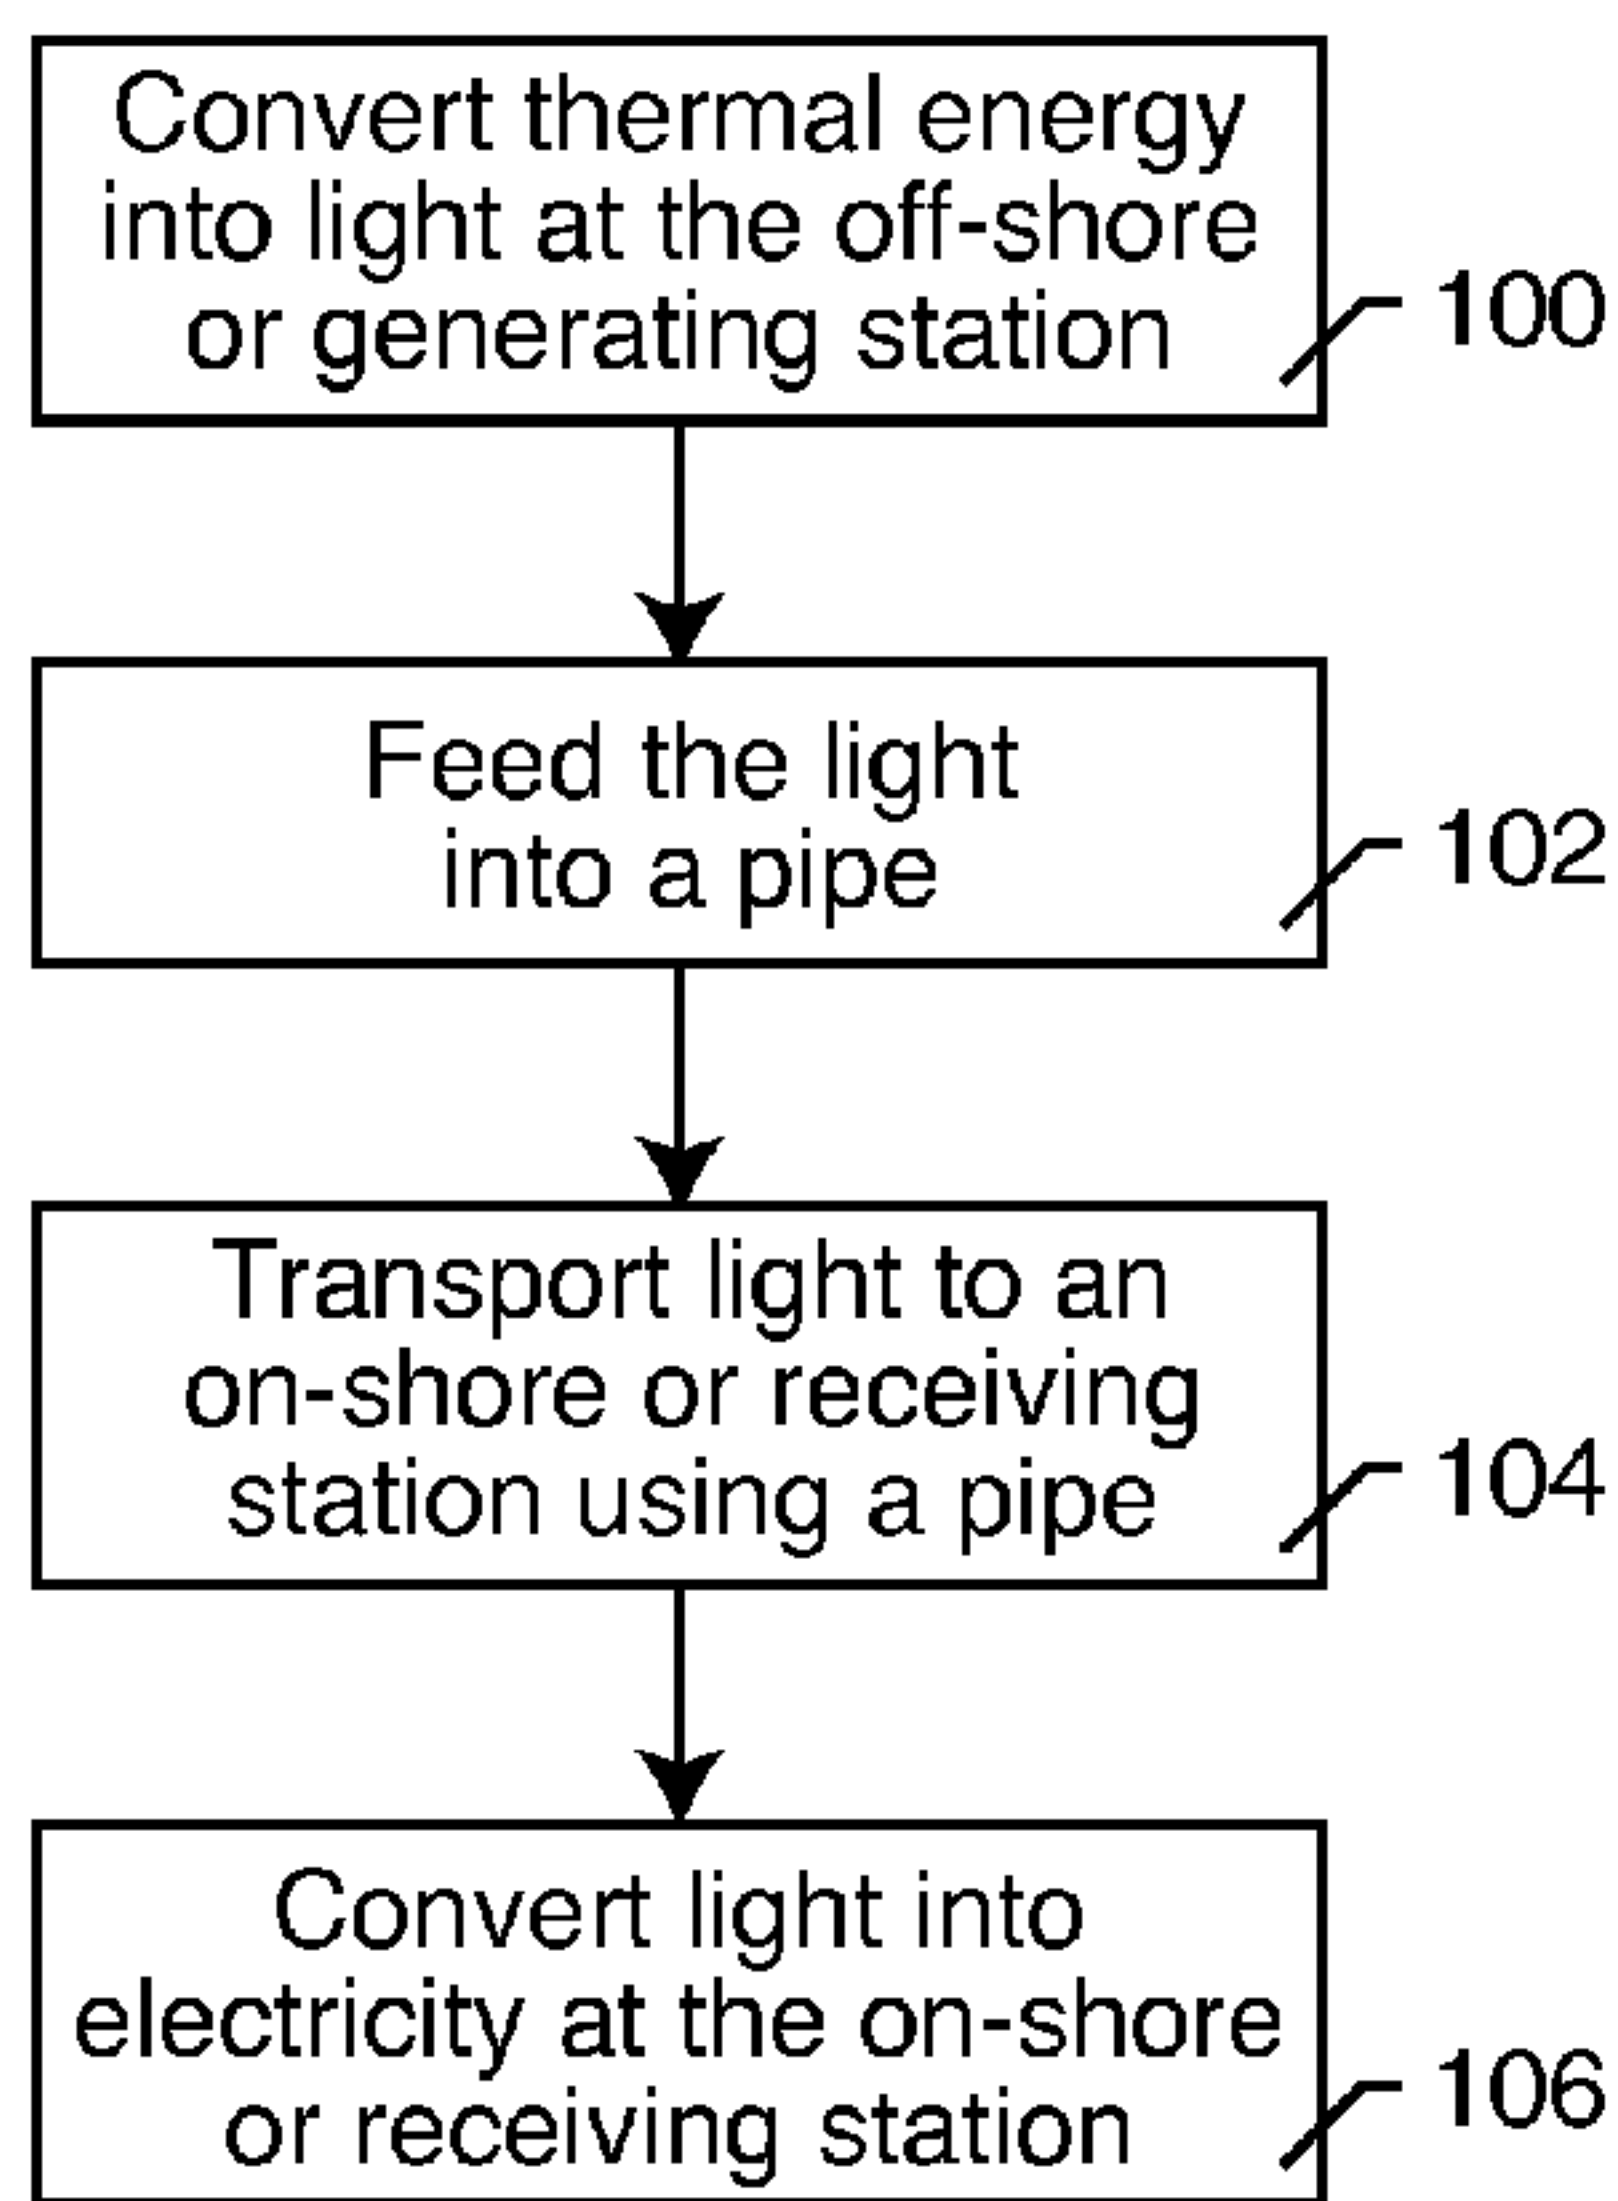 Convert thermal energy
into light at the off-shore
or generating station
100
Feed the light
into a pipe
102
Transport light to an
on-shore or receiving
station using a pipe
104
Convert light into
electricity at the on-shore
or receiving station
106